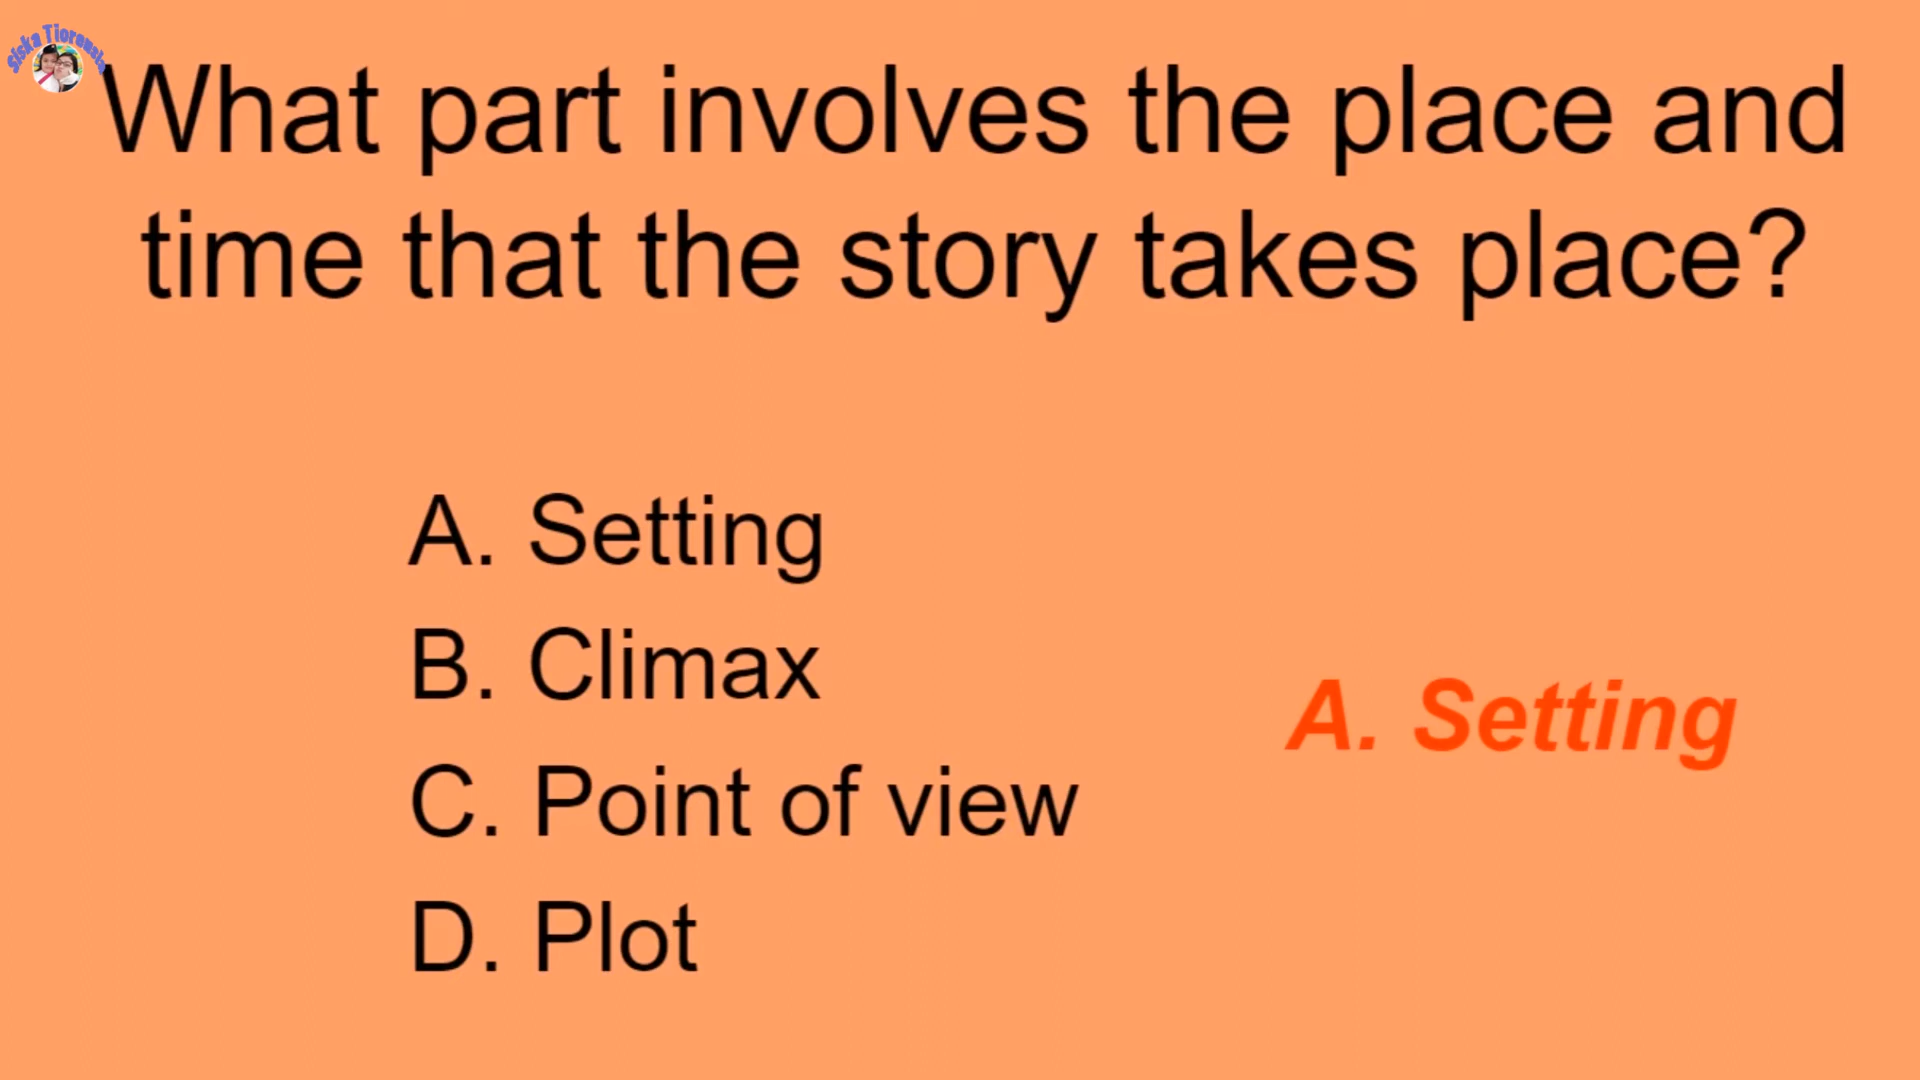 What part involves the place and
time that the story takes place?
A. Setting
B. Climax
A. Setting
C. Point of view
D. Plot